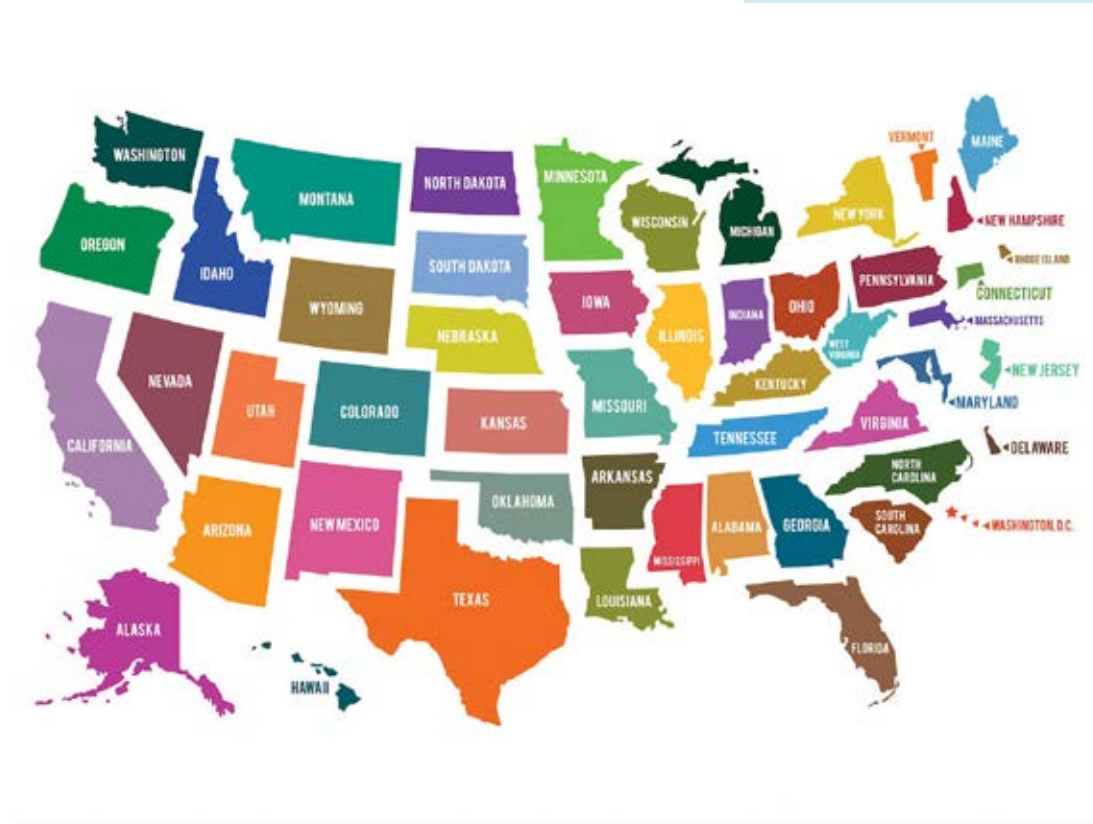 VERMONT
MAINE
WASHINGTON
MONTANA
NORTH DAKOTA
MINNESOTA
WISCONSIN
MICHIGAN
NEW YORK
NEW HAMPSHIRE
OREGON
IDAHO
SOUTH DAKOTA
RHODE ISLAND
WYOMING
IOWA
PENNSYLVANIA
CONNECTICUT
NEBRASKA
ILLINOIS
INDIANA
OHIO
MASSACHUSETTS
WEST
VIRGINIA
NEVADA
UTAH
COLORADO
KANSAS
MISSOURI
KENTUCKY
NEW JERSEY
MARYLAND
CALIFORNIA
TENNESSEE
VIRGINIA
DELAWARE
ARKANSAS
NORTH
CAROLINA
ARIZONA
NEW MEXICO
OKLAHOMA
ALABAMA
GEORGIA
SOUTH
CAROLINA
WASHINGTON, D.C.
MISSISSIPPI
TEXAS
LOUISIANA
ALASKA
FLORIDA
HAWAII